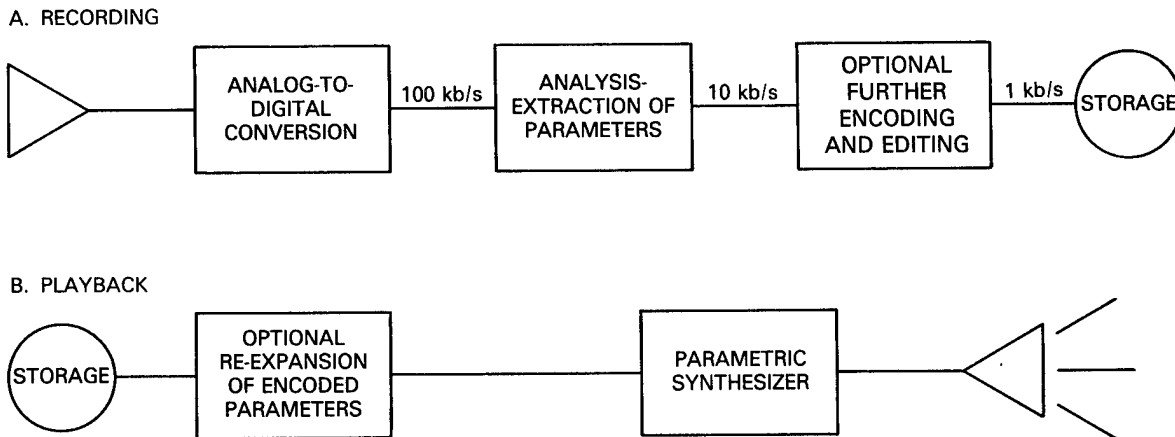 A. RECORDING
ANALOG-TO-
DIGITAL
CONVERSION
100 kb/s
ANALYSIS-
EXTRACTION OF
PARAMETERS
10 kb/s
OPTIONAL
FURTHER
ENCODING
AND EDITING
1 kb/s
STORAGE
B. PLAYBACK
STORAGE
OPTIONAL
RE-EXPANSION
OF ENCODED
PARAMETERS
PARAMETRIC
SYNTHESIZER